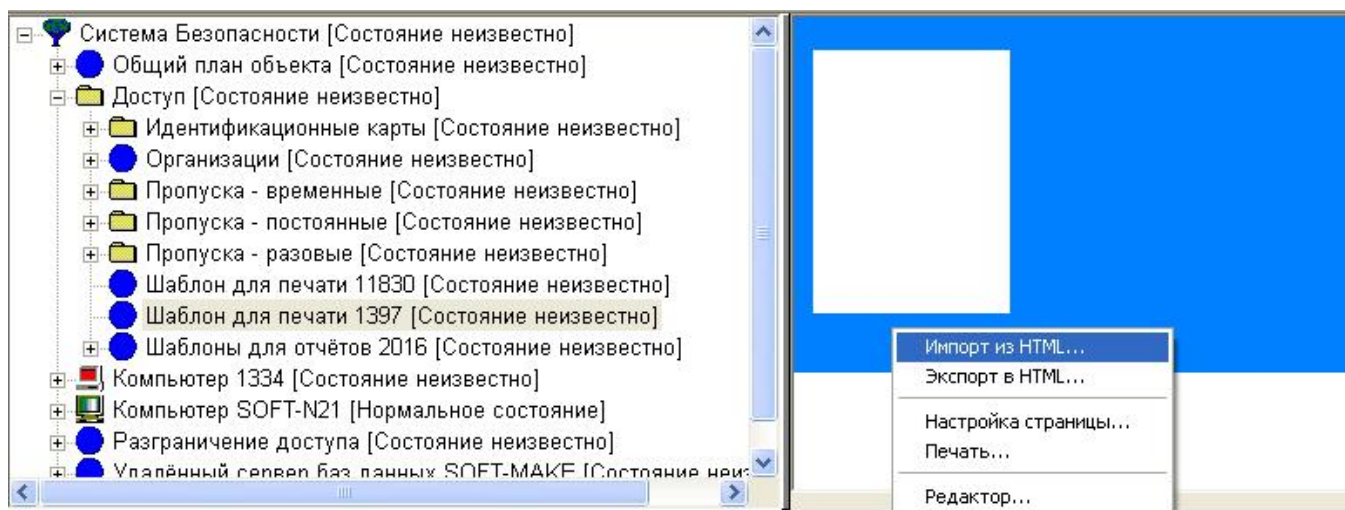 Система Безопасности [Состояние неизвестно]
Общий план объекта [Состояние неизвестно]
Доступ [Состояние неизвестно]
Идентификационные карты [Состояние неизвестно]
Организации [Состояние неизвестно]
Пропуска - временные [Состояние неизвестно]
Пропуска - постоянные [Состояние неизвестно]
Пропуска - разовые [Состояние неизвестно]
Шаблон для печати 11830 [Состояние неизвестно]
Шаблон для печати 1397 [Состояние неизвестно]
Шаблоны для отчётов 2016 [Состояние неизвестно]
Компьютер 1334 [Состояние неизвестно]
Компьютер SOFT-N21 [Нормальное состояние]
Разграничение доступа [Состояние неизвестно]
Удалённый сервер баз данных SOFT-MAKE [Состояние
Импорт из HTML...
Экспорт в HTML...
Настройка страницы...
Печать...
Редактор...